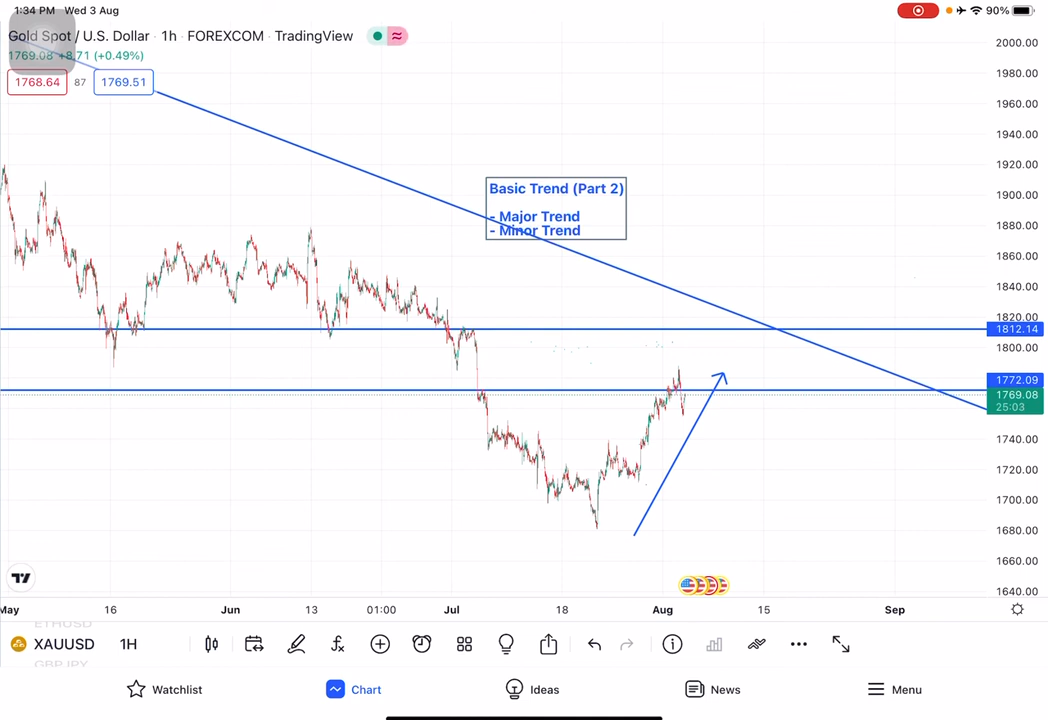 1:34 PM Wed 3 Aug
90%
Gold Spot / U.S. Dollar · 1h · FOREXCOM · TradingView
1769.08 +8.71 (+0.49%)
1768.64 87 1769.51
Basic Trend (Part 2)
- Major Trend
- Minor Trend
2000.00
1980.00
1960.00
1940.00
1920.00
1900.00
1880.00
1860.00
1840.00
1820.00
1812.14
1800.00
1772.09
1769.08
25:03
1740.00
1720.00
1700.00
1680.00
1660.00
1640.00
May 16 Jun 13 01:00 Jul 18 Aug 15 Sep
ETHUSD
XAUUSD 1H
GBPJPY
Watchlist Chart Ideas News Menu